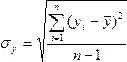 σ_y = √( Σ_{i=1}^{n} (y_i − ȳ)² / (n−1) )